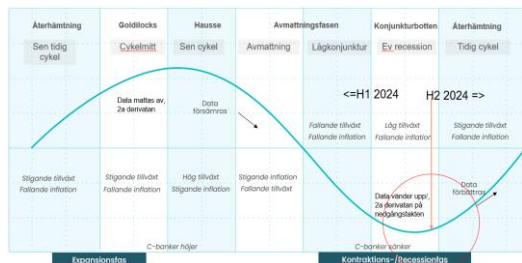 Återhämtning
Goldilocks
Hausse
Avmattningsfasen
Konjunkturbotten
Återhämtning
Sen tidig
cykel
Cykelmitt
Sen cykel
Avmattning
Lågkonjunktur
Ev recession
Tidig cykel
<=H1 2024
H2 2024 =>
Data mattas av,
2a derivatan
Data
försämras
Fallande tillväxt
Fallande inflation
Låg tillväxt
Fallande inflation
Stigande tillväxt
Fallande inflation
Stigande tillväxt
Fallande inflation
Stigande tillväxt
Fallande inflation
Hög tillväxt
Stigande inflation
Stigande inflation
Fallande tillväxt
Data vänder upp/,
2a derivatan på
nedgångstakten
Data
förbättras
C-banker höjer
C-banker sänker
Expansionsfas
Kontraktions-/Recessionfas